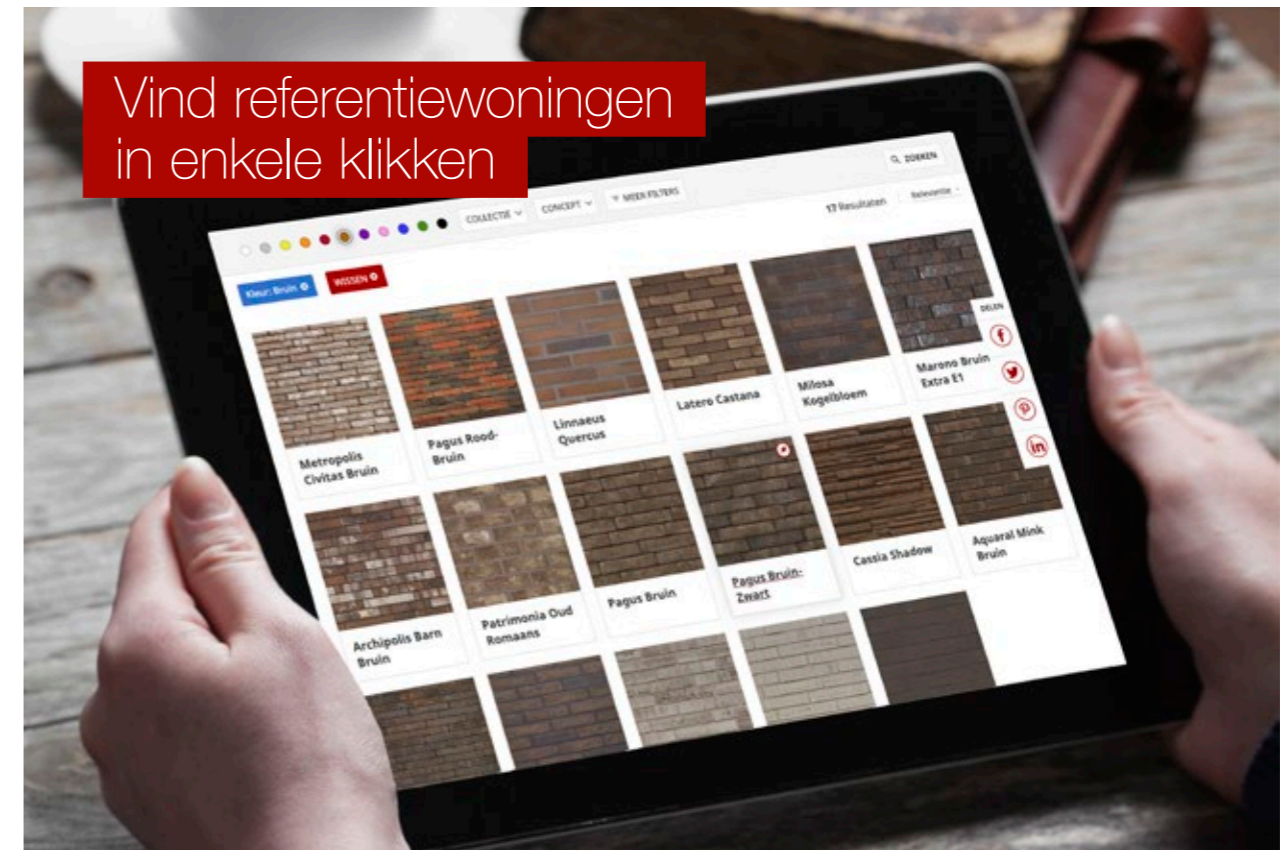 Vind referentiewoningen
in enkele klikken
COLLECTIE
CONCEPT
MEER FILTERS
ZOEKEN
17 Resultaten
Relevantie
Kleur: Bruin
WISSEN
DELEN
Metropolis
Civitas Bruin
Pagus Rood-
Bruin
Linnaeus
Quercus
Latero Castana
Milosa
Kogelbloem
Marono Bruin
Extra E1
in
Archipolis Barn
Bruin
Patrimonia Oud
Romaans
Pagus Bruin
Pagus Bruin-
Zwart
Cassia Shadow
Aquaral Mink
Bruin